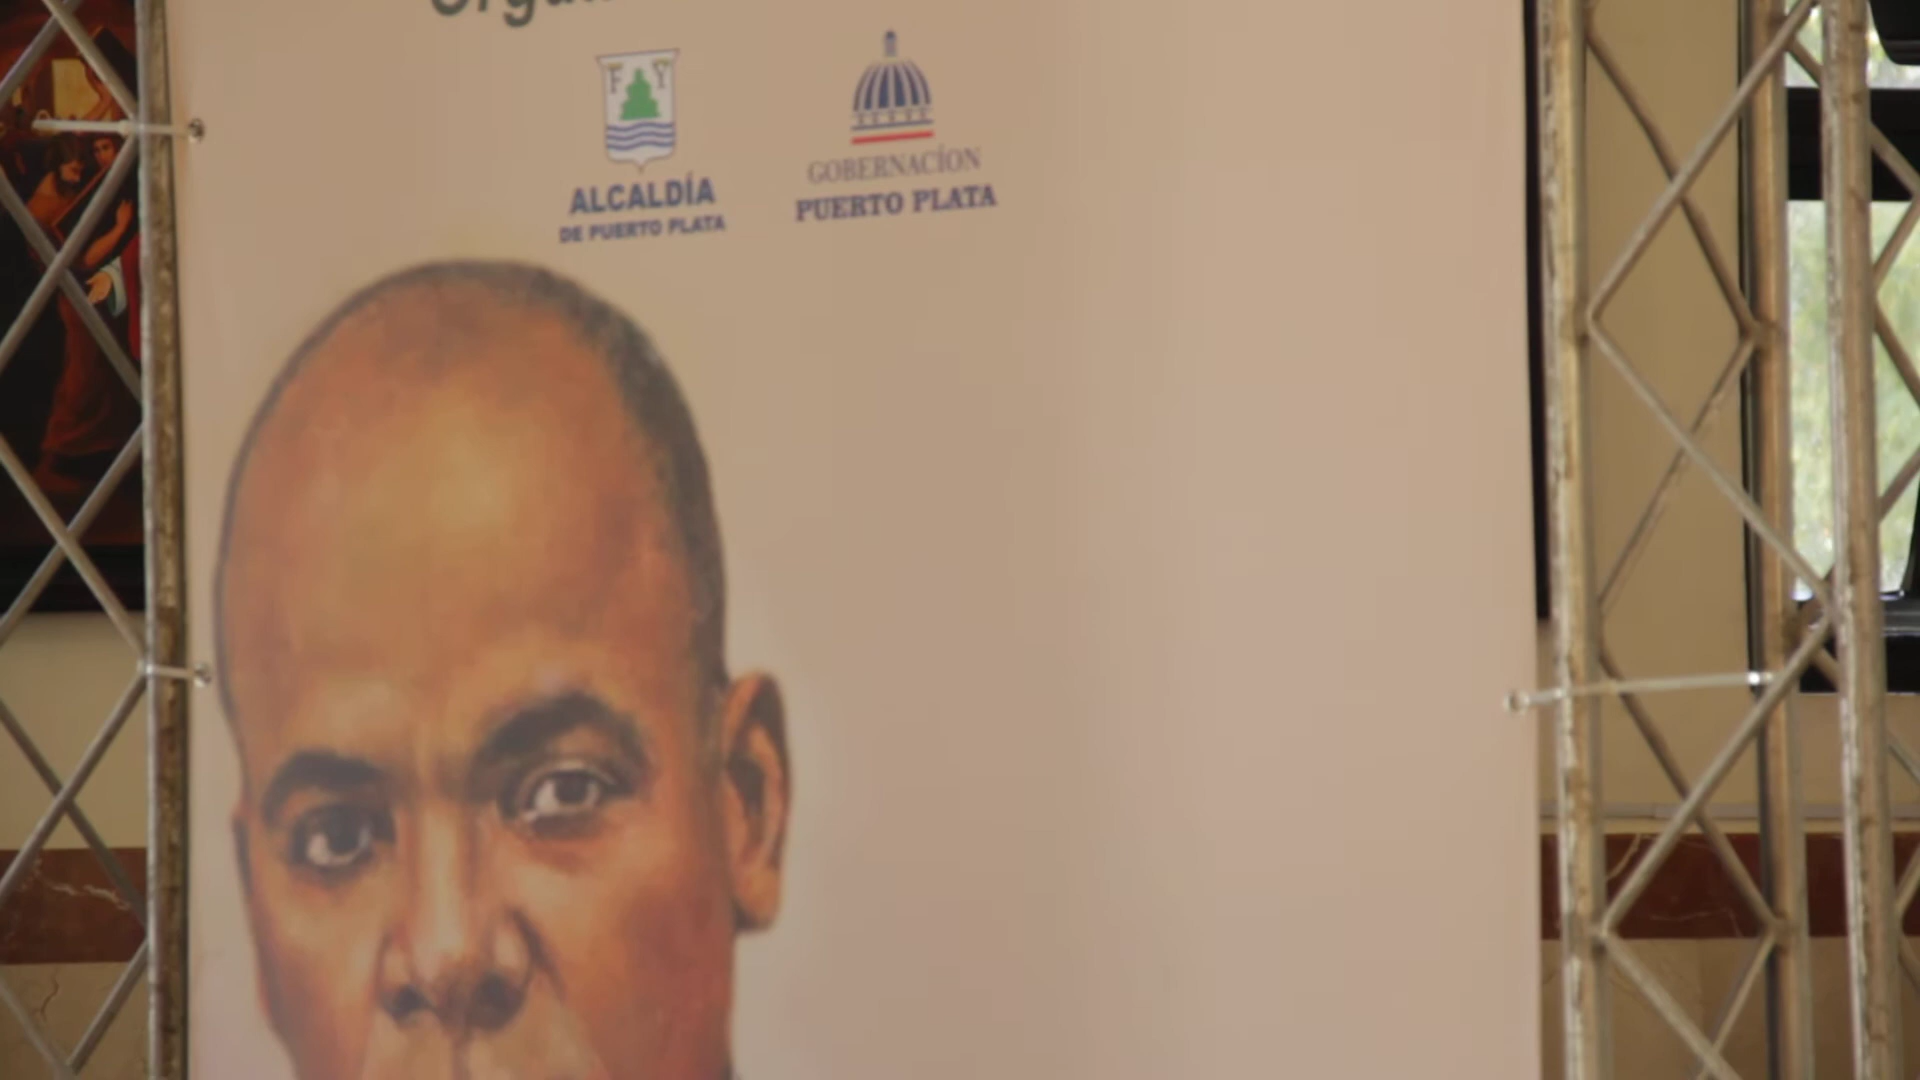 F Y
ALCALDÍA
DE PUERTO PLATA
GOBERNACÍON
PUERTO PLATA